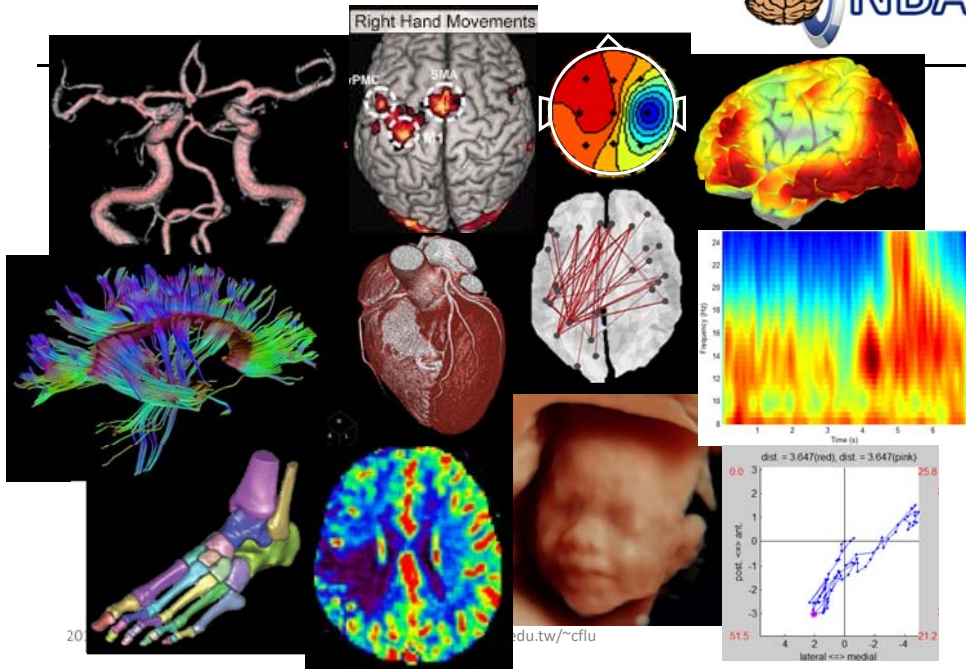 NBA
Right Hand Movements
PMC
SMA
M1
Frequency (Hz)
24
22
20
18
16
14
12
10
8
1 2 3 4 5 6
Time (s)
dist. = 3.647(red), dist. = 3.647(pink)
0.0
25.8
3
2
1
0
-1
-2
-3
post. <=> ant.
51.5
21.2
4 2 0 -2 -4
lateral <=> medial
edu.tw/~cflu